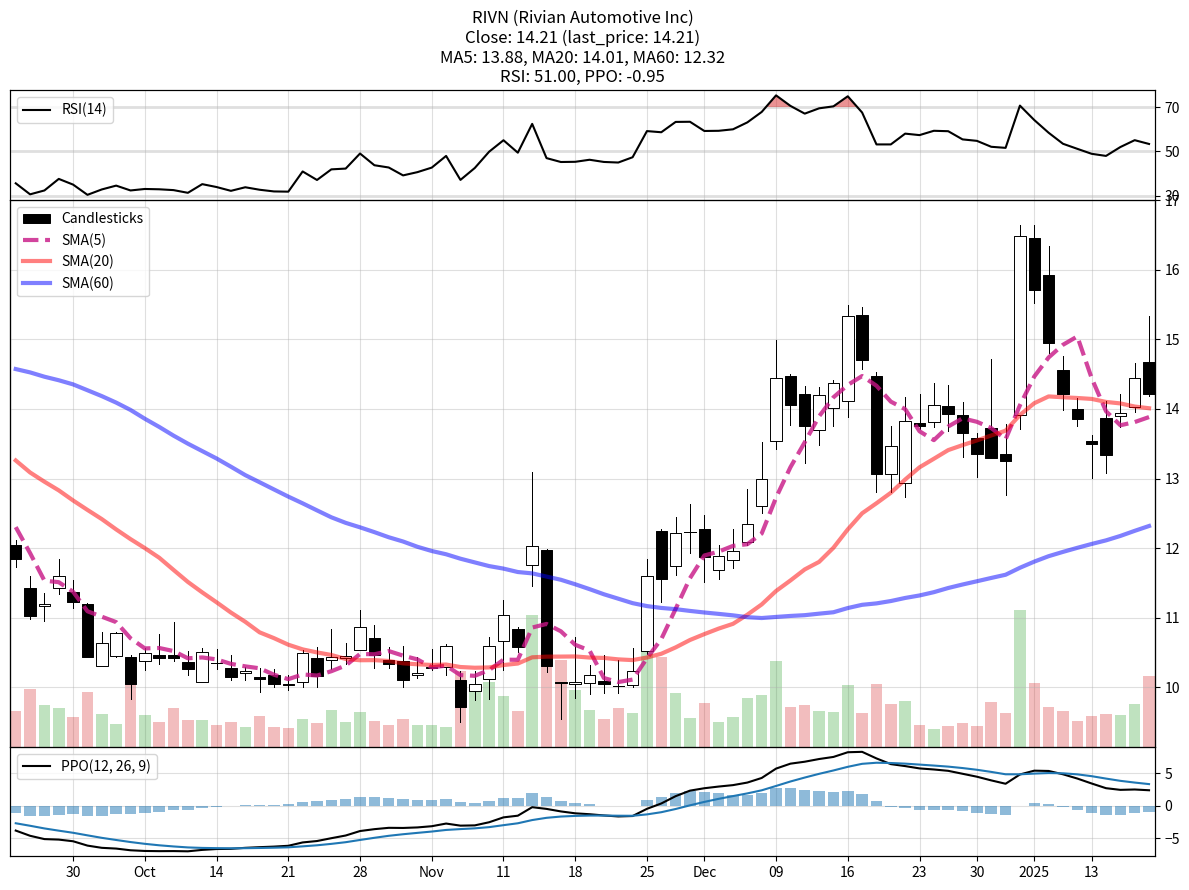 RIVN (Rivian Automotive Inc)
Close: 14.21 (last_price: 14.21)
MA5: 13.88, MA20: 14.01, MA60: 12.32
RSI: 51.00, PPO: -0.95
RSI(14)
70
50
30
17
Candlesticks
SMA(5)
SMA(20)
SMA(60)
16
15
14
13
12
11
10
PPO(12, 26, 9)
5
0
−5
30 Oct 14 21 28 Nov 11 18 25 Dec 09 16 23 30 2025 13